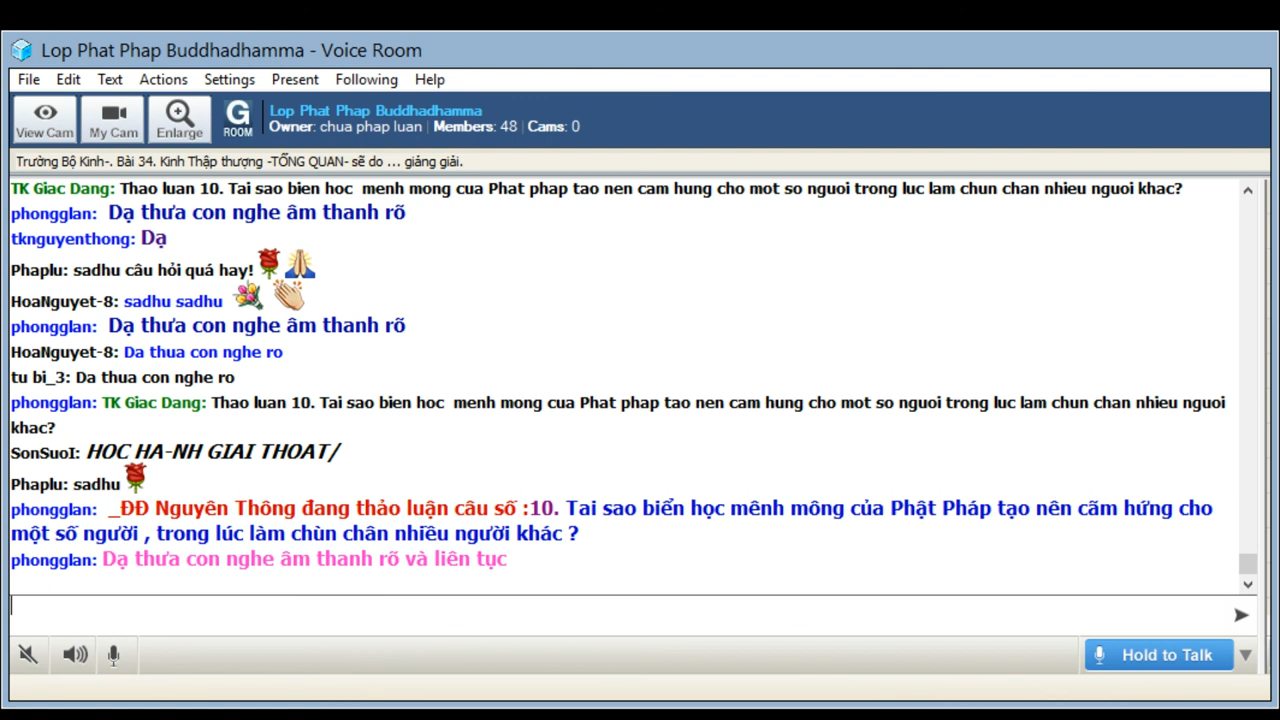 Lop Phat Phap Buddhadhamma - Voice Room
File Edit Text Actions Settings Present Following Help
View Cam My Cam Enlarge G ROOM
Lop Phat Phap Buddhadhamma
Owner: chua phap luan | Members: 48 | Cams: 0
Trường Bộ Kinh-. Bài 34. Kinh Thập thượng -TỔNG QUAN- sẽ do ... giảng giải.
TK Giac Dang: Thao luan 10. Tai sao bien hoc menh mong cua Phat phap tao nen cam hung cho mot so nguoi trong luc lam chun chan nhieu nguoi khac?
phongglan: Dạ thưa con nghe âm thanh rõ
tknguyenthong: Dạ
Phaplu: sadhu câu hỏi quá hay!
HoaNguyet-8: sadhu sadhu
phongglan: Dạ thưa con nghe âm thanh rõ
HoaNguyet-8: Da thua con nghe ro
tu bi_3: Da thua con nghe ro
phongglan: TK Giac Dang: Thao luan 10. Tai sao bien hoc menh mong cua Phat phap tao nen cam hung cho mot so nguoi trong luc lam chun chan nhieu nguoi
khac?
SonSuoI: HOC HA-NH GIAI THOAT/
Phaplu: sadhu
phongglan: _ĐĐ Nguyên Thông đang thảo luận câu số :10. Tai sao biển học mênh mông của Phật Pháp tạo nên cãm hứng cho
một số người , trong lúc làm chùn chân nhiều người khác ?
phongglan: Dạ thưa con nghe âm thanh rõ và liên tục
Hold to Talk